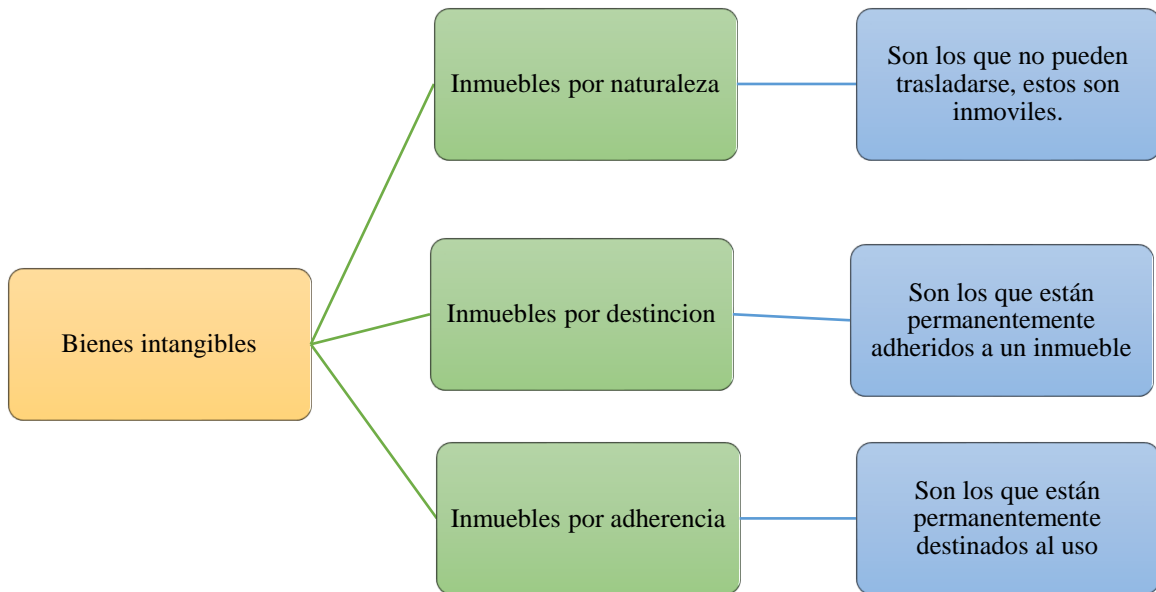 Bienes intangibles
Inmuebles por naturaleza
Son los que no pueden
trasladarse, estos son
inmoviles.
Inmuebles por destincion
Son los que están
permanentemente
adheridos a un inmueble
Inmuebles por adherencia
Son los que están
permanentemente
destinados al uso